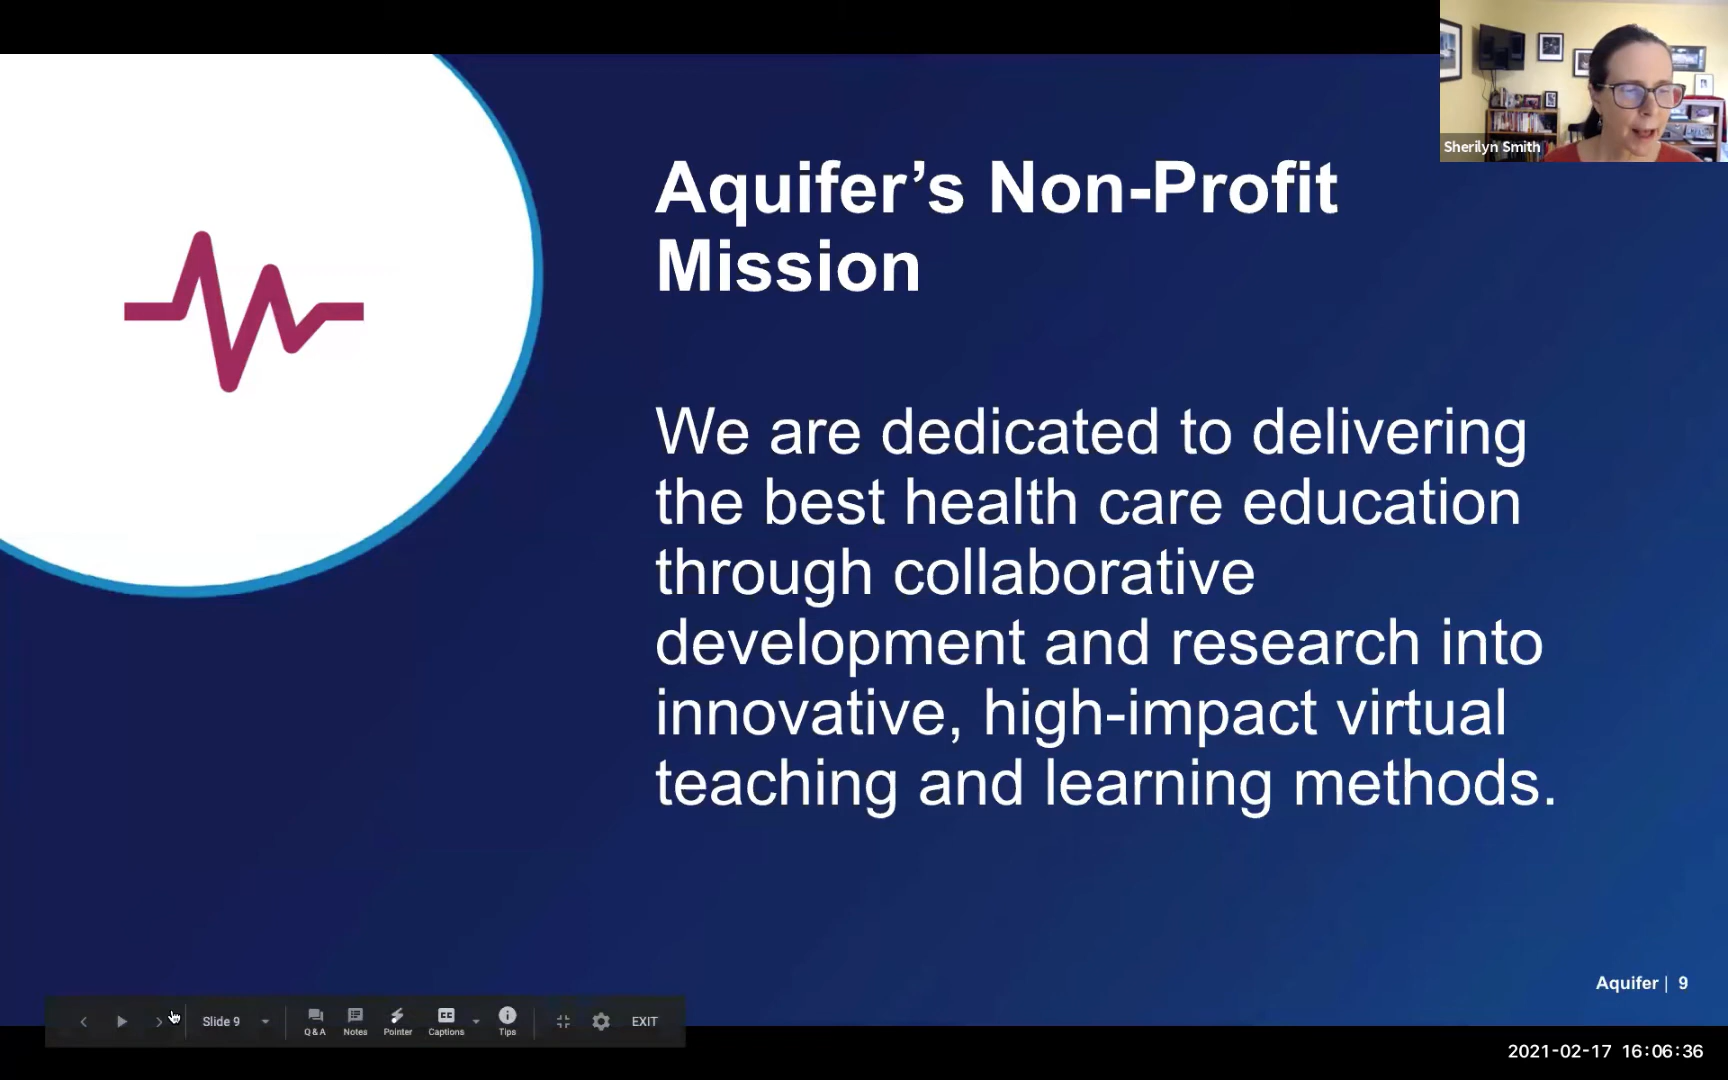 Sherilyn Smith
Aquifer’s Non-Profit
Mission
We are dedicated to delivering
the best health care education
through collaborative
development and research into
innovative, high-impact virtual
teaching and learning methods.
Aquifer | 9
Slide 9
Q & A
Notes
Pointer
CC
Captions
Tips
EXIT
2021-02-17 16:06:36